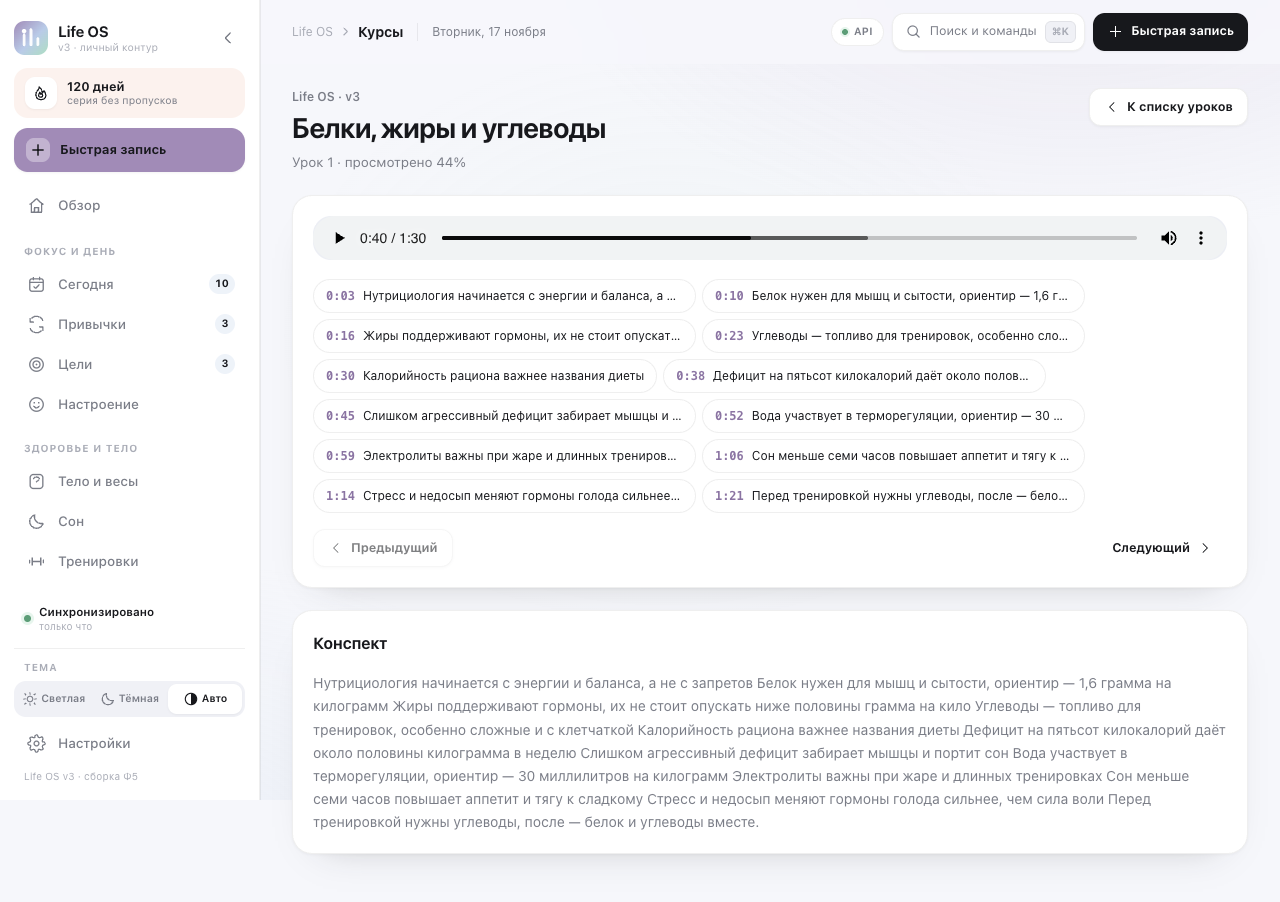 Life OS
v3 · личный контур
120 дней
серия без пропусков
Быстрая запись
Обзор
ФОКУС И ДЕНЬ
Сегодня 10
Привычки 3
Цели 3
Настроение
ЗДОРОВЬЕ И ТЕЛО
Тело и весы
Сон
Тренировки
Синхронизировано
только что
ТЕМА
Светлая Тёмная Авто
Настройки
Life OS v3 · сборка Ф5
Life OS > Курсы Вторник, 17 ноября
API Поиск и команды ⌘K Быстрая запись
Life OS · v3
Белки, жиры и углеводы
Урок 1 · просмотрено 44%
К списку уроков
0:40 / 1:30
0:03 Нутрициология начинается с энергии и баланса, а ...
0:10 Белок нужен для мышц и сытости, ориентир — 1,6 г...
0:16 Жиры поддерживают гормоны, их не стоит опускат...
0:23 Углеводы — топливо для тренировок, особенно сло...
0:30 Калорийность рациона важнее названия диеты
0:38 Дефицит на пятьсот килокалорий даёт около полов...
0:45 Слишком агрессивный дефицит забирает мышцы и ...
0:52 Вода участвует в терморегуляции, ориентир — 30 ...
0:59 Электролиты важны при жаре и длинных трениров...
1:06 Сон меньше семи часов повышает аппетит и тягу к ...
1:14 Стресс и недосып меняют гормоны голода сильнее...
1:21 Перед тренировкой нужны углеводы, после — бело...
Предыдущий
Следующий
Конспект
Нутрициология начинается с энергии и баланса, а не с запретов Белок нужен для мышц и сытости, ориентир — 1,6 грамма на
килограмм Жиры поддерживают гормоны, их не стоит опускать ниже половины грамма на кило Углеводы — топливо для
тренировок, особенно сложные и с клетчаткой Калорийность рациона важнее названия диеты Дефицит на пятьсот килокалорий даёт
около половины килограмма в неделю Слишком агрессивный дефицит забирает мышцы и портит сон Вода участвует в
терморегуляции, ориентир — 30 миллилитров на килограмм Электролиты важны при жаре и длинных тренировках Сон меньше
семи часов повышает аппетит и тягу к сладкому Стресс и недосып меняют гормоны голода сильнее, чем сила воли Перед
тренировкой нужны углеводы, после — белок и углеводы вместе.